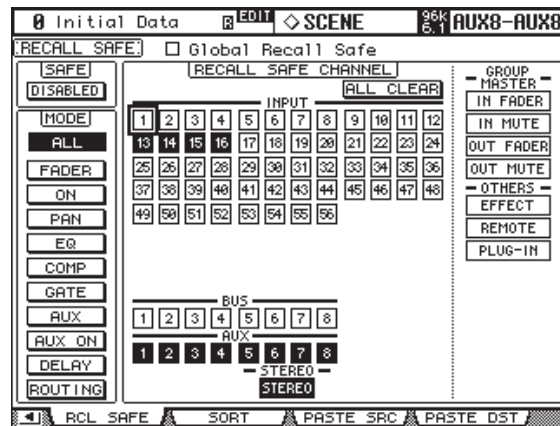 0 Initial Data R EDIT ◇SCENE 96k 6.1 AUX8-AUX8
RECALL SAFE □ Global Recall Safe
SAFE
DISABLED
MODE
ALL
FADER
ON
PAN
EQ
COMP
GATE
AUX
AUX ON
DELAY
ROUTING
RECALL SAFE CHANNEL
ALL CLEAR
INPUT
1 2 3 4 5 6 7 8 9 10 11 12
13 14 15 16 17 18 19 20 21 22 23 24
25 26 27 28 29 30 31 32 33 34 35 36
37 38 39 40 41 42 43 44 45 46 47 48
49 50 51 52 53 54 55 56
BUS
1 2 3 4 5 6 7 8
AUX
1 2 3 4 5 6 7 8
STEREO
STEREO
GROUP
MASTER
IN FADER
IN MUTE
OUT FADER
OUT MUTE
OTHERS
EFFECT
REMOTE
PLUG-IN
RCL SAFE SORT PASTE SRC PASTE DST